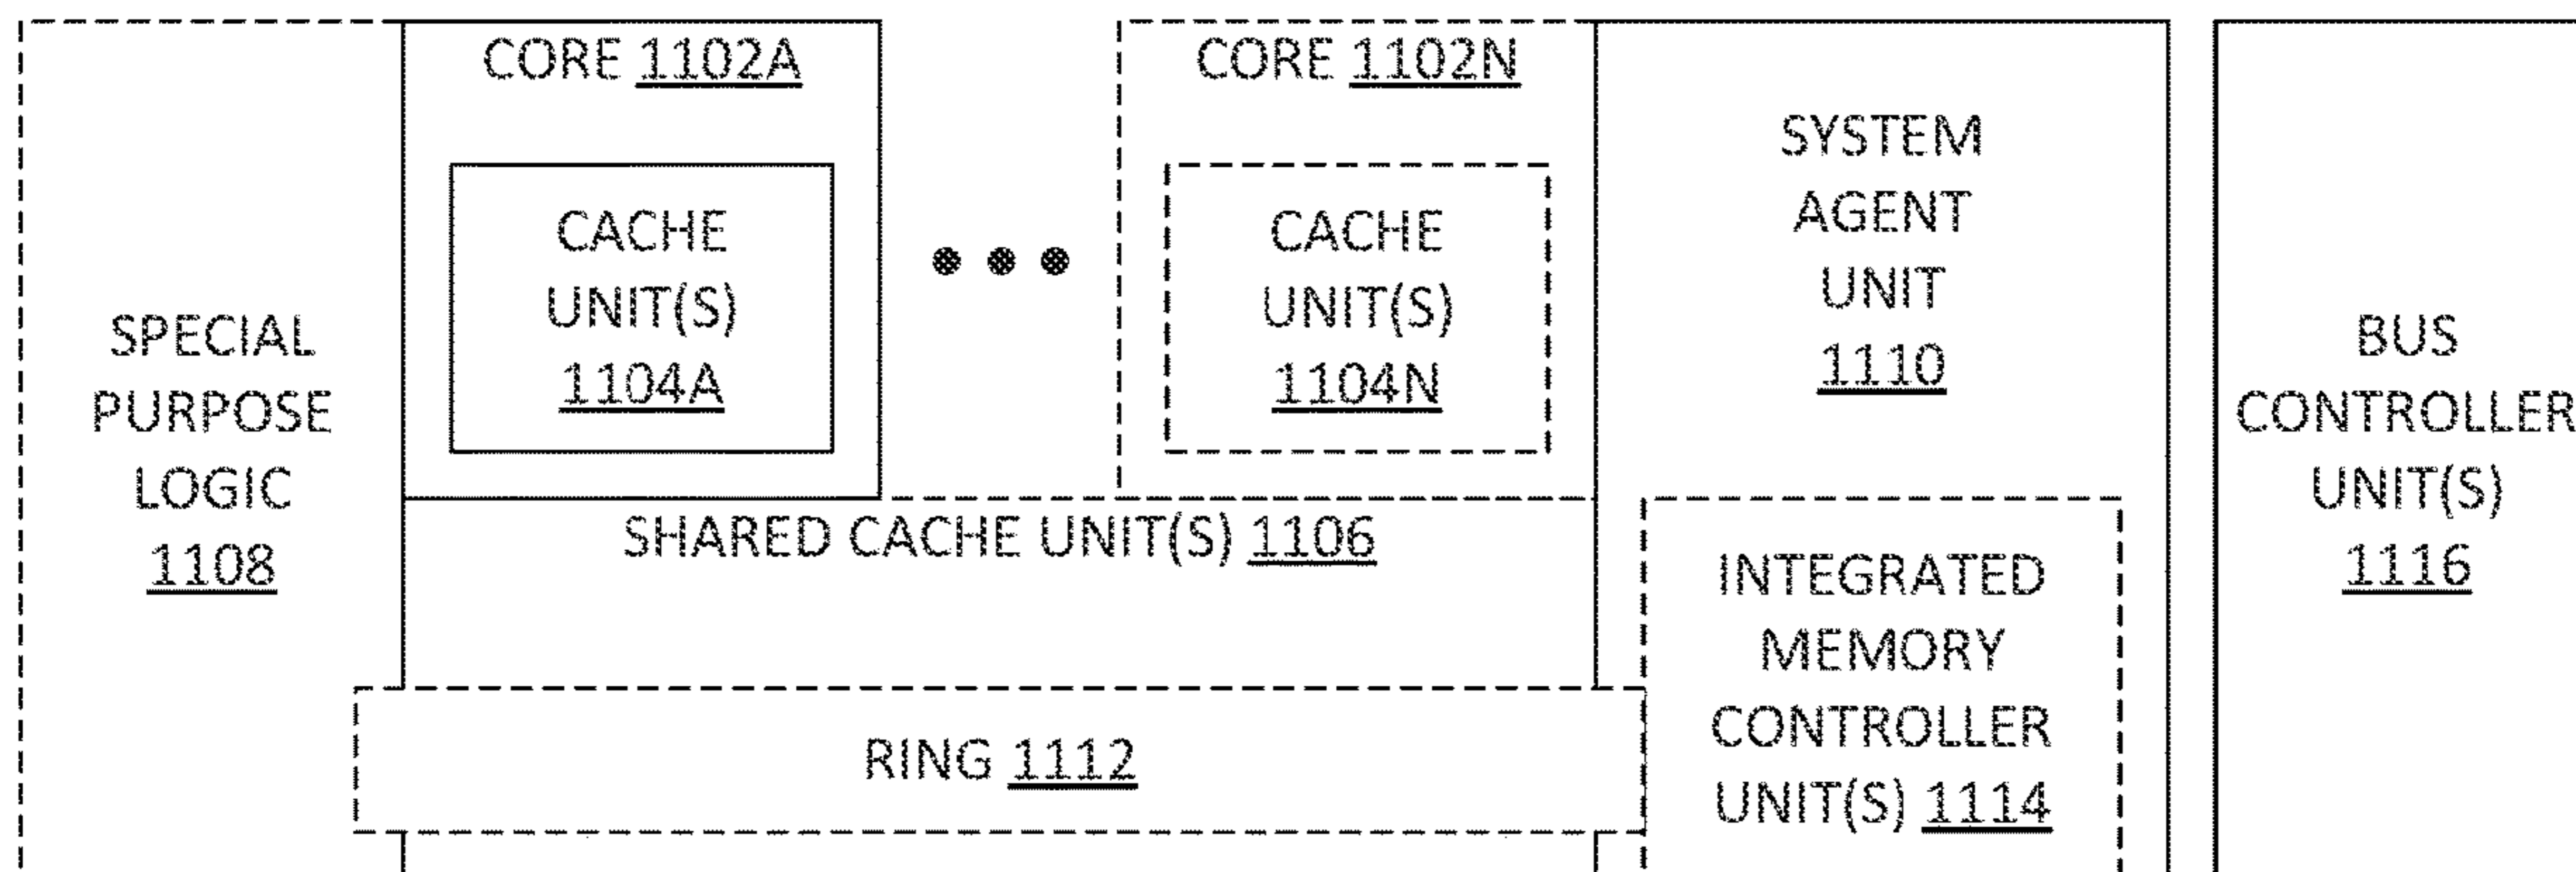 SPECIAL
PURPOSE
LOGIC
1108
CORE 1102A
CACHE
UNIT(S)
1104A
CORE 1102N
CACHE
UNIT(S)
1104N
SHARED CACHE UNIT(S) 1106
RING 1112
SYSTEM
AGENT
UNIT
1110
INTEGRATED
MEMORY
CONTROLLER
UNIT(S) 1114
BUS
CONTROLLER
UNIT(S)
1116